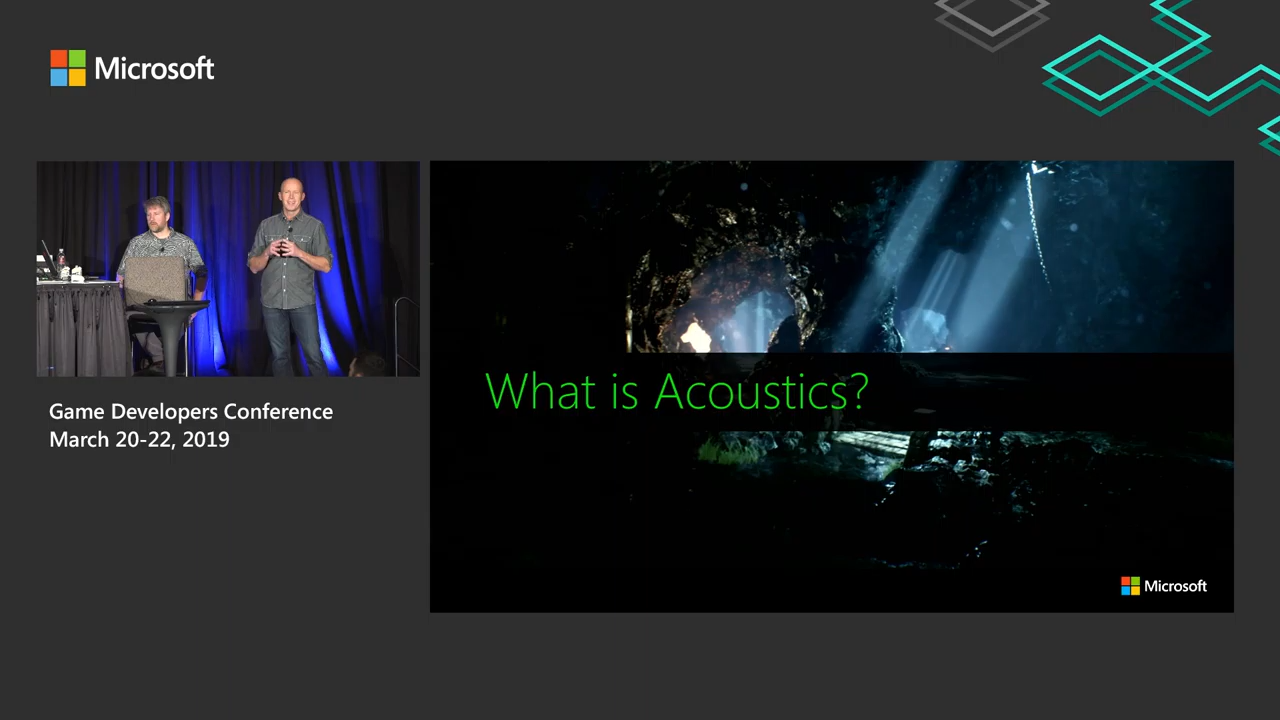 Microsoft
Game Developers Conference
March 20-22, 2019
What is Acoustics?
Microsoft